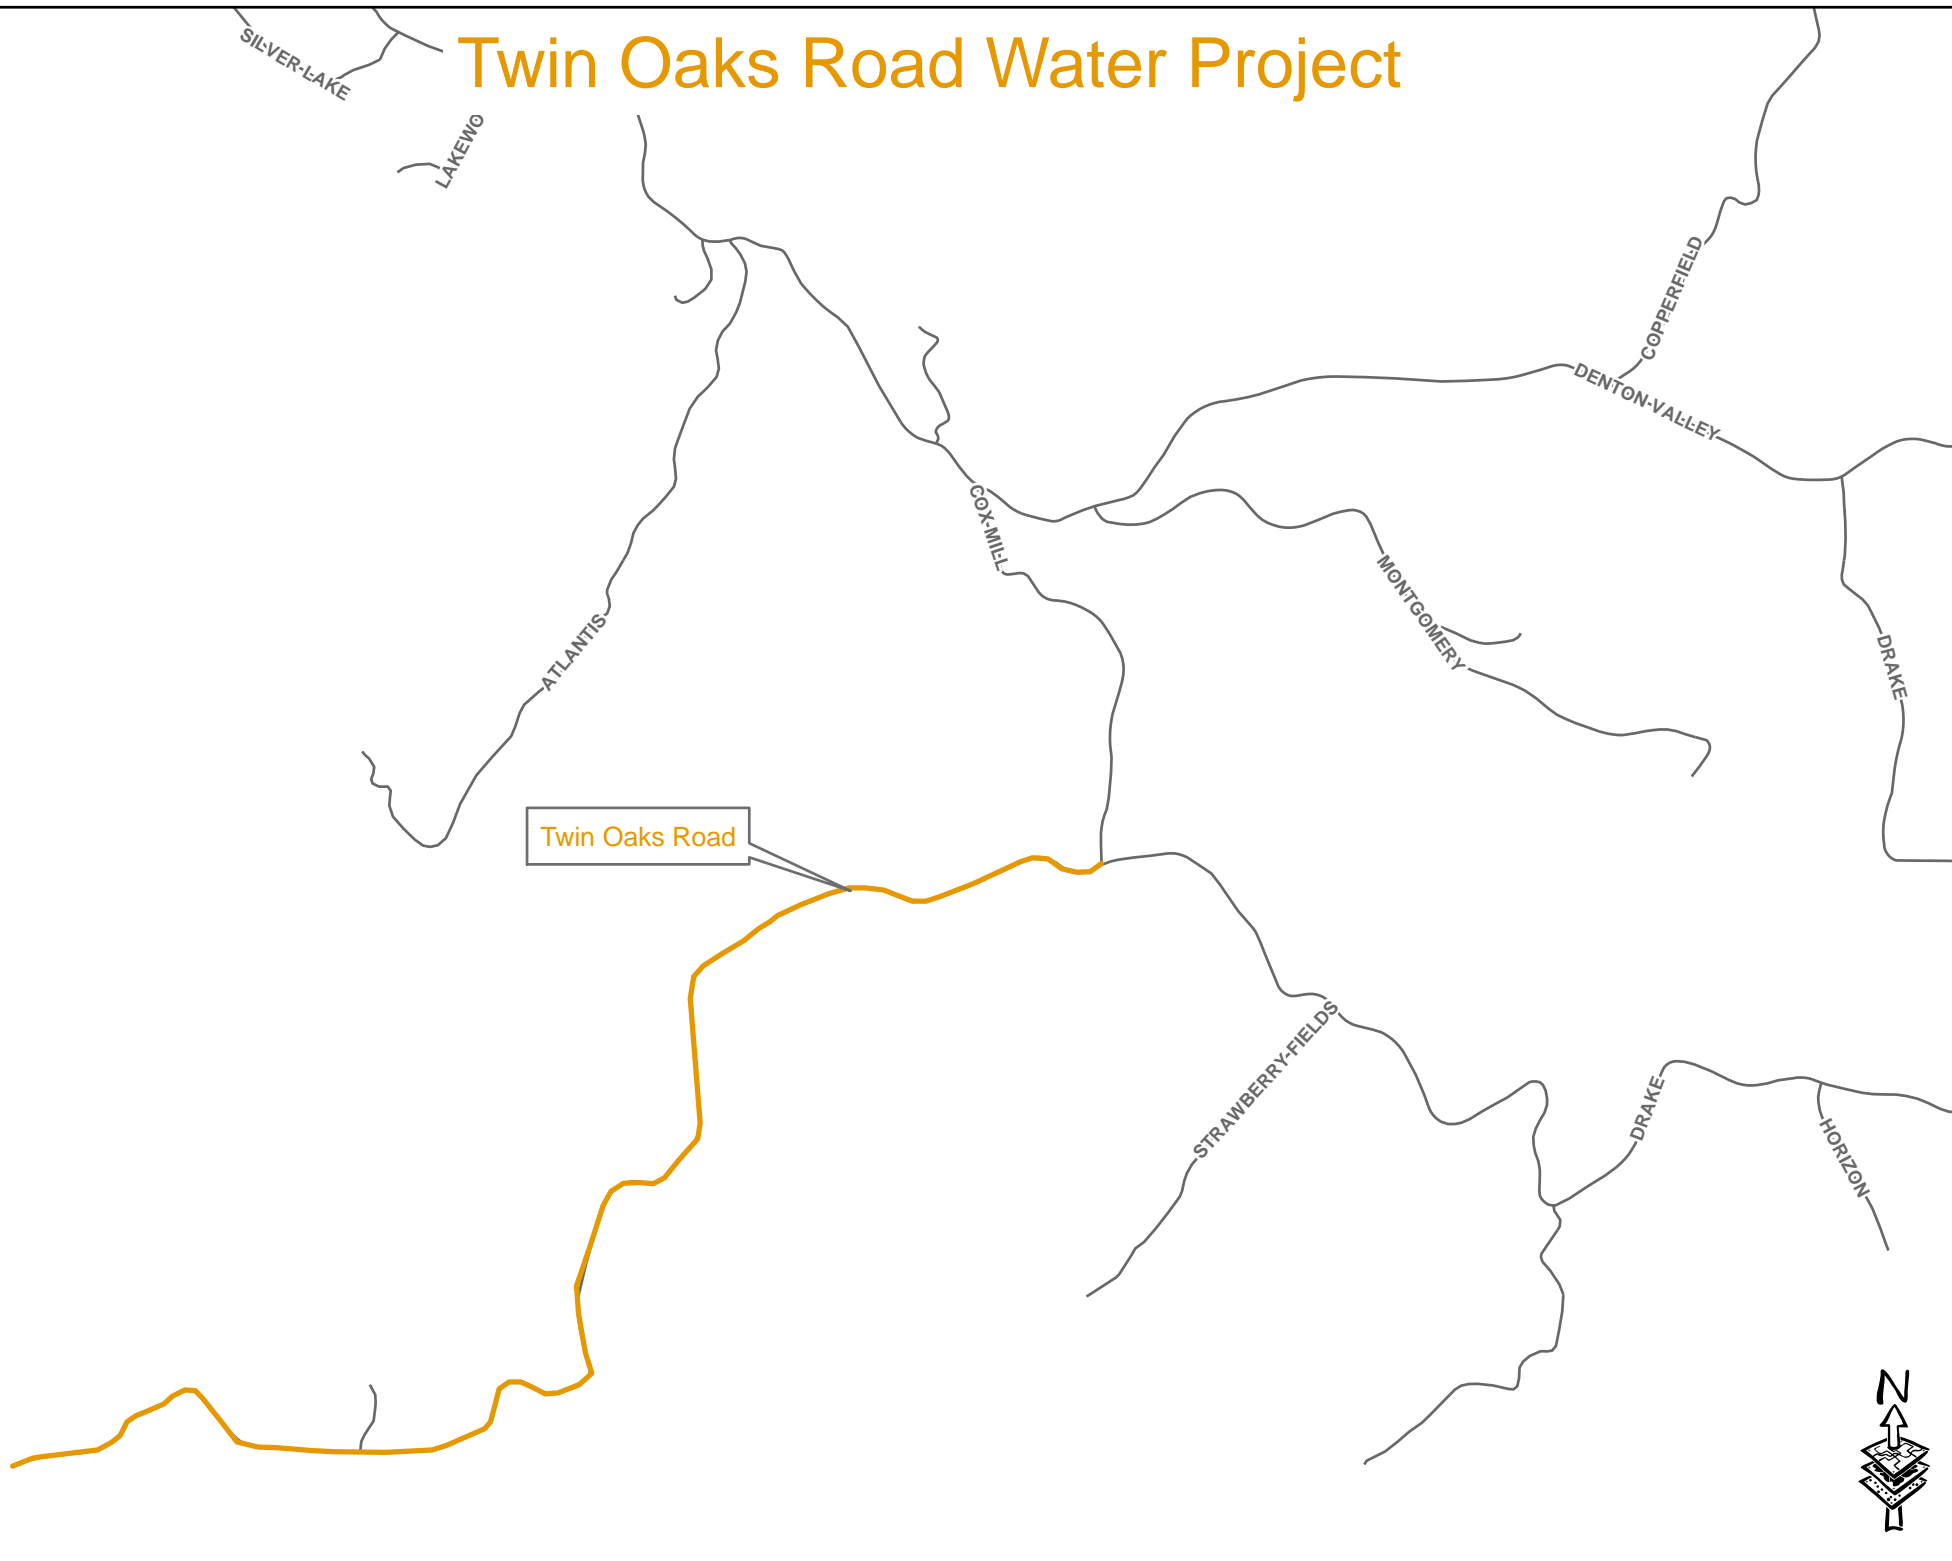 Twin Oaks Road Water Project
SILVER-LAKE
LAKEWO
COPPERFIELD
DENTON-VALLEY
COX-MILL
MONTGOMERY
ATLANTIS
DRAKE
Twin Oaks Road
STRAWBERRY-FIELDS
DRAKE
HORIZON
N